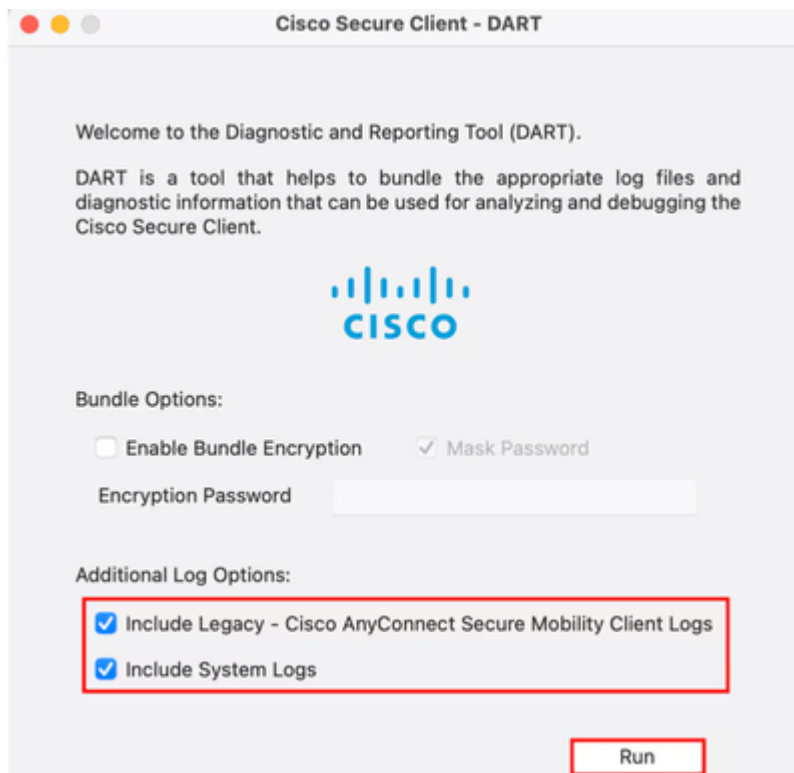 Cisco Secure Client - DART
Welcome to the Diagnostic and Reporting Tool (DART).
DART is a tool that helps to bundle the appropriate log files and
diagnostic information that can be used for analyzing and debugging the
Cisco Secure Client.
CISCO
Bundle Options:
Enable Bundle Encryption
Mask Password
Encryption Password
Additional Log Options:
Include Legacy - Cisco AnyConnect Secure Mobility Client Logs
Include System Logs
Run